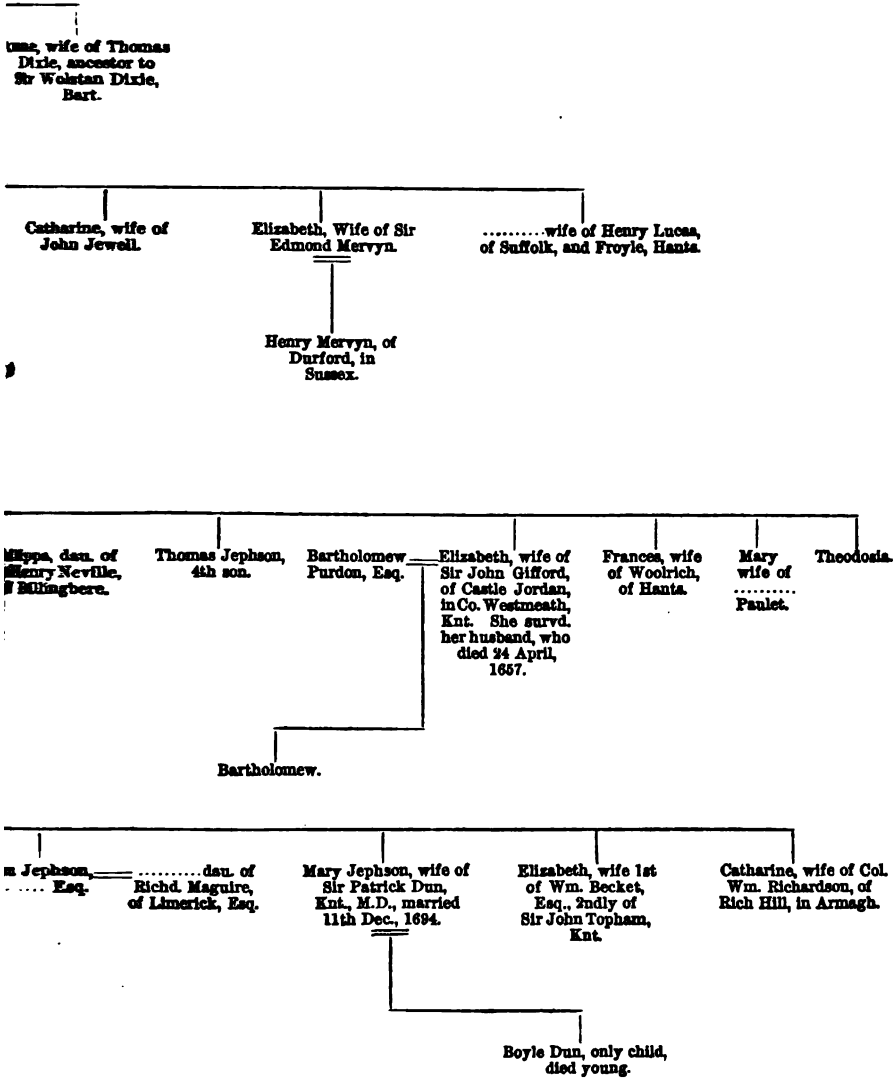 wife of Thomas
Dixie, ancestor to
Sir Wolstan Dixie,
Bart.
Catharine, wife of
John Jewell.
Elizabeth, Wife of Sir
Edmond Mervyn.
..........wife of Henry Lucas,
of Suffolk, and Froyle, Hants.
Henry Mervyn, of
Durford, in
Sussex.
dau. of
Henry Neville,
Billingbere.
Thomas Jephson,
4th son.
Bartholomew
Purdon, Esq.
Elizabeth, wife of
Sir John Gifford,
of Castle Jordan,
in Co. Westmeath,
Knt. She survd.
her husband, who
died 24 April,
1657.
Frances, wife
of Woolrich,
of Hants.
Mary
wife of
..........
Paulet.
Theodosia.
Bartholomew.
Jephson,
..... Esq.
..........dau. of
Richd. Maguire,
of Limerick, Esq.
Mary Jephson, wife of
Sir Patrick Dun,
Knt., M.D., married
11th Dec., 1694.
Elizabeth, wife 1st
of Wm. Becket,
Esq., 2ndly of
Sir John Topham,
Knt.
Catharine, wife of Col.
Wm. Richardson, of
Rich Hill, in Armagh.
Boyle Dun, only child,
died young.